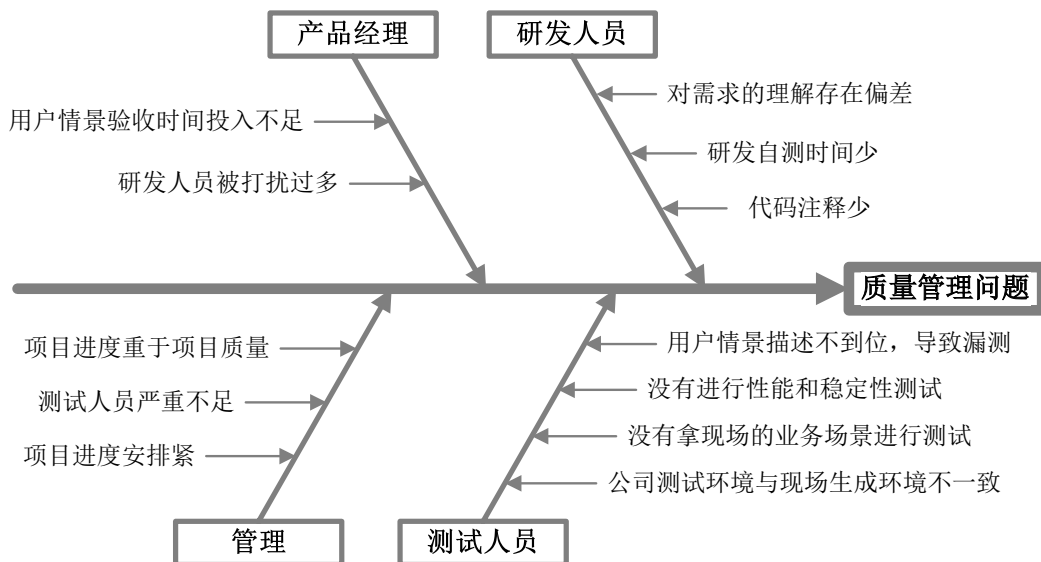 产品经理
研发人员
用户情景验收时间投入不足
研发人员被打扰过多
对需求的理解存在偏差
研发自测时间少
代码注释少
质量管理问题
项目进度重于项目质量
测试人员严重不足
项目进度安排紧
用户情景描述不到位，导致漏测
没有进行性能和稳定性测试
没有拿现场的业务场景进行测试
公司测试环境与现场生成环境不一致
管理
测试人员